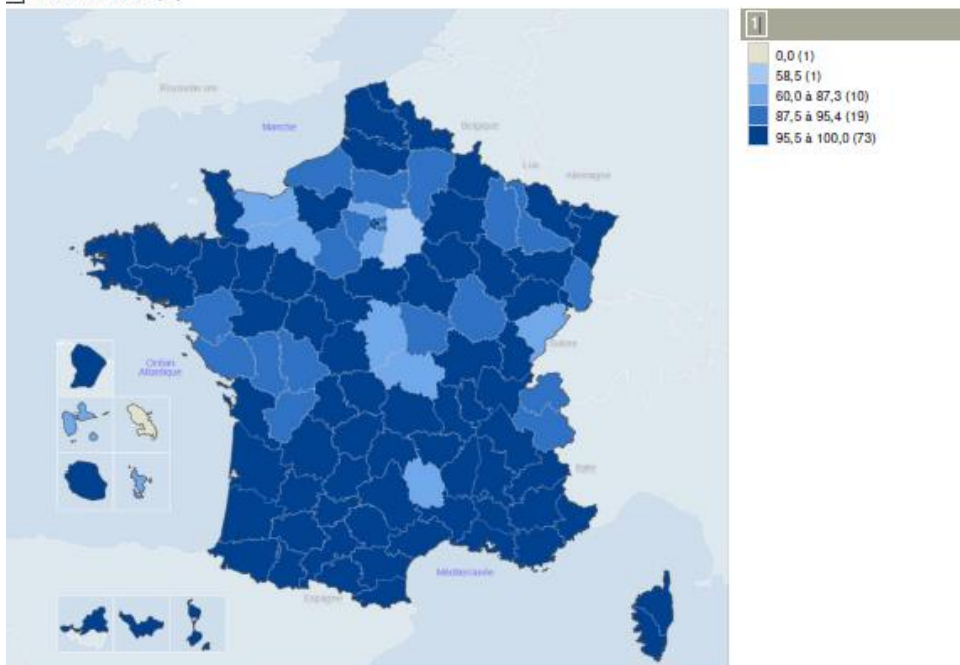 1
0,0 (1)
58,5 (1)
60,0 à 87,3 (10)
87,5 à 95,4 (19)
95,5 à 100,0 (73)
Manche
Belgique
Lux.
Allemagne
Suisse
Océan
Atlantique
Italie
Méditerranée
Espagne